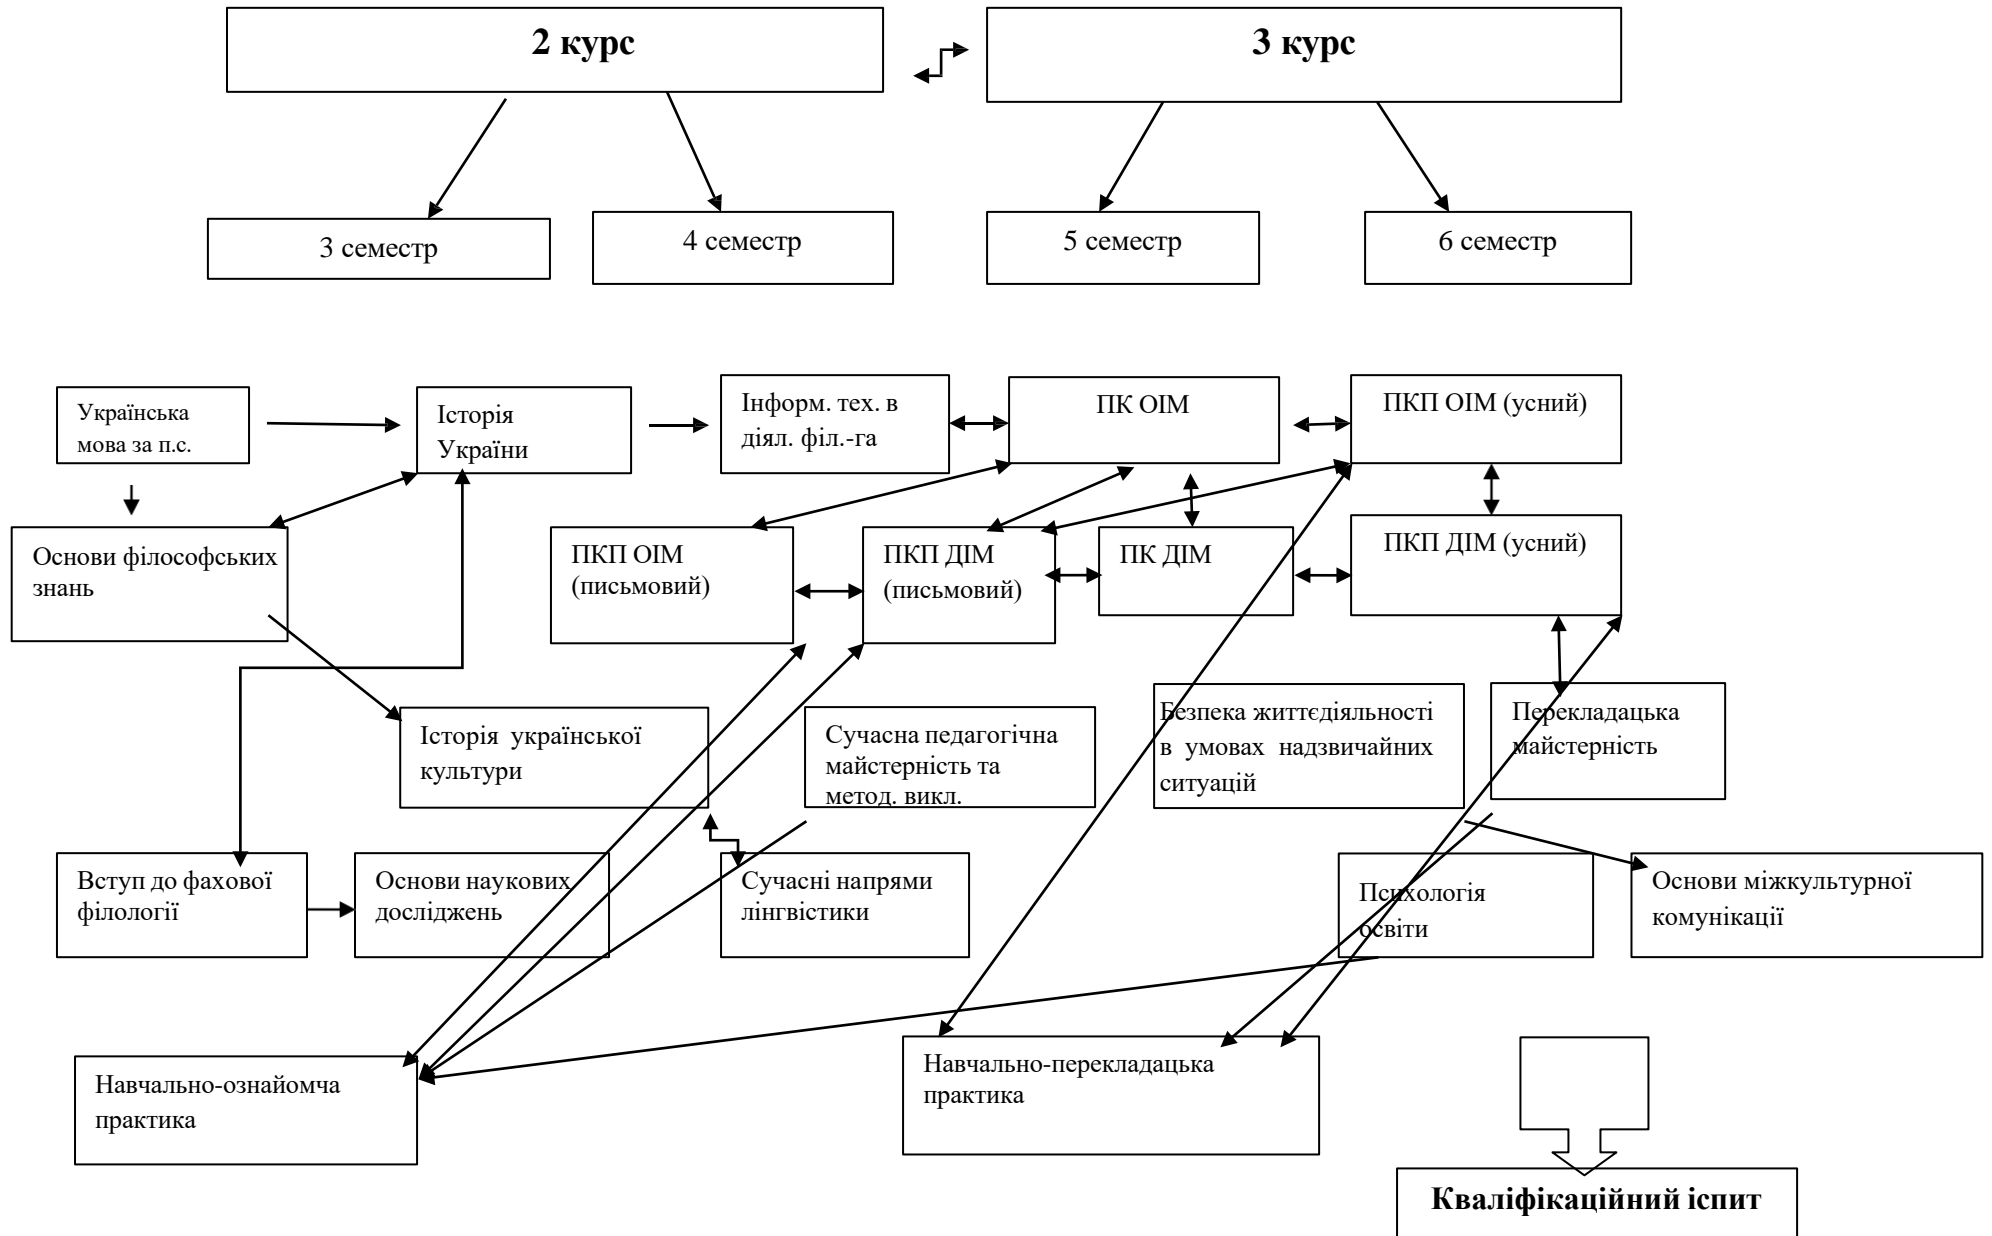 2 курс
3 курс
3 семестр
4 семестр
5 семестр
6 семестр
Українська
мова за п.с.
Історія
України
Інформ. тех. в
діял. філ.-га
ПК ОІМ
ПКП ОІМ (усний)
Основи філософських
знань
ПКП ОІМ
(письмовий)
ПКП ДІМ
(письмовий)
ПК ДІМ
ПКП ДІМ (усний)
Історія української
культури
Сучасна педагогічна
майстерність та
метод. викл.
Безпека життєдіяльності
в умовах надзвичайних
ситуацій
Перекладацька
майстерність
Вступ до фахової
філології
Основи наукових
досліджень
Сучасні напрями
лінгвістики
Психологія
освіти
Основи міжкультурної
комунікації
Навчально-ознайомча
практика
Навчально-перекладацька
практика
Кваліфікаційний іспит